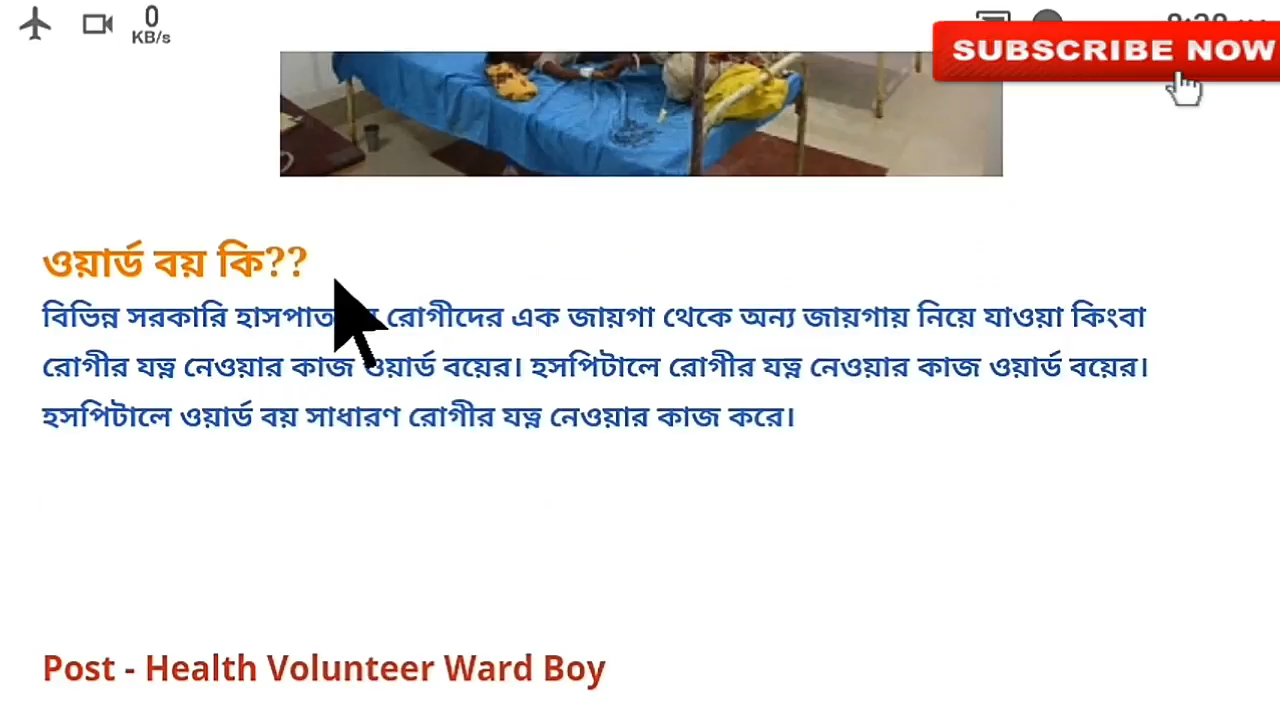 0
KB/s
SUBSCRIBE NOW
ওয়ার্ড বয় কি??
বিভিন্ন সরকারি রোগীদের এক জায়গা থেকে অন্য জায়গায় নিয়ে যাওয়া কিংবা
রোগীর যত্ন নেওয়ার কাজ ওয়ার্ড বয়ের। হসপিটালে রোগীর যত্ন নেওয়ার কাজ ওয়ার্ড বয়ের।
হসপিটালে ওয়ার্ড বয় সাধারণ রোগীর যত্ন নেওয়ার কাজ করে।
Post - Health Volunteer Ward Boy